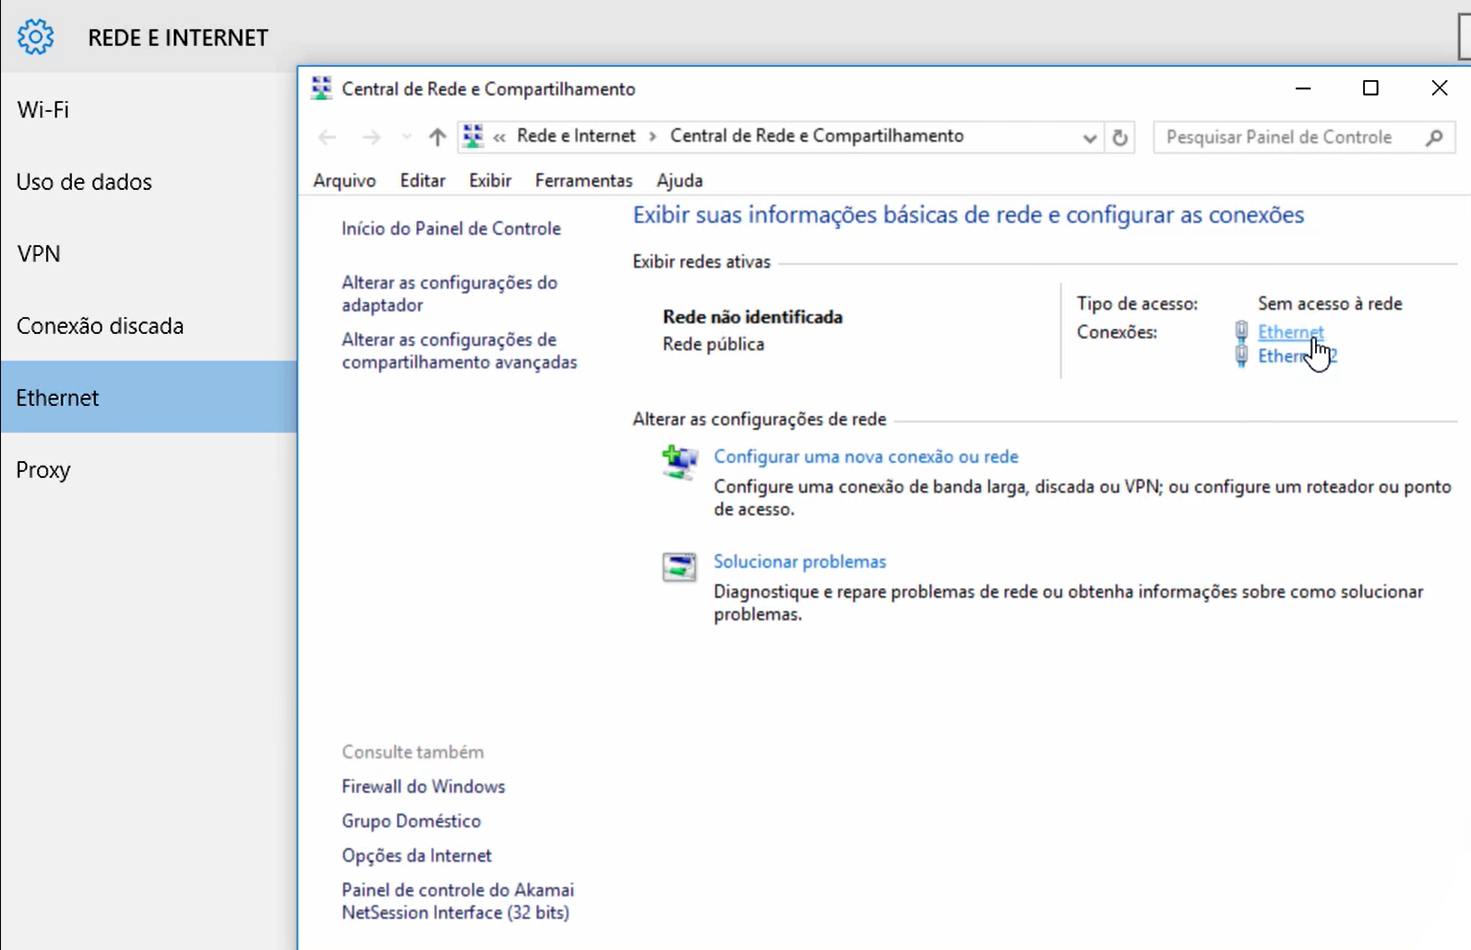 REDE E INTERNET
Wi-Fi
Uso de dados
VPN
Conexão discada
Ethernet
Proxy
Central de Rede e Compartilhamento
« Rede e Internet › Central de Rede e Compartilhamento
Pesquisar Painel de Controle
Arquivo Editar Exibir Ferramentas Ajuda
Início do Painel de Controle
Alterar as configurações do
adaptador
Alterar as configurações de
compartilhamento avançadas
Exibir suas informações básicas de rede e configurar as conexões
Exibir redes ativas
Rede não identificada
Rede pública
Tipo de acesso: Sem acesso à rede
Conexões: Ethernet
Ethernet 2
Alterar as configurações de rede
Configurar uma nova conexão ou rede
Configure uma conexão de banda larga, discada ou VPN; ou configure um roteador ou ponto
de acesso.
Solucionar problemas
Diagnostique e repare problemas de rede ou obtenha informações sobre como solucionar
problemas.
Consulte também
Firewall do Windows
Grupo Doméstico
Opções da Internet
Painel de controle do Akamai
NetSession Interface (32 bits)